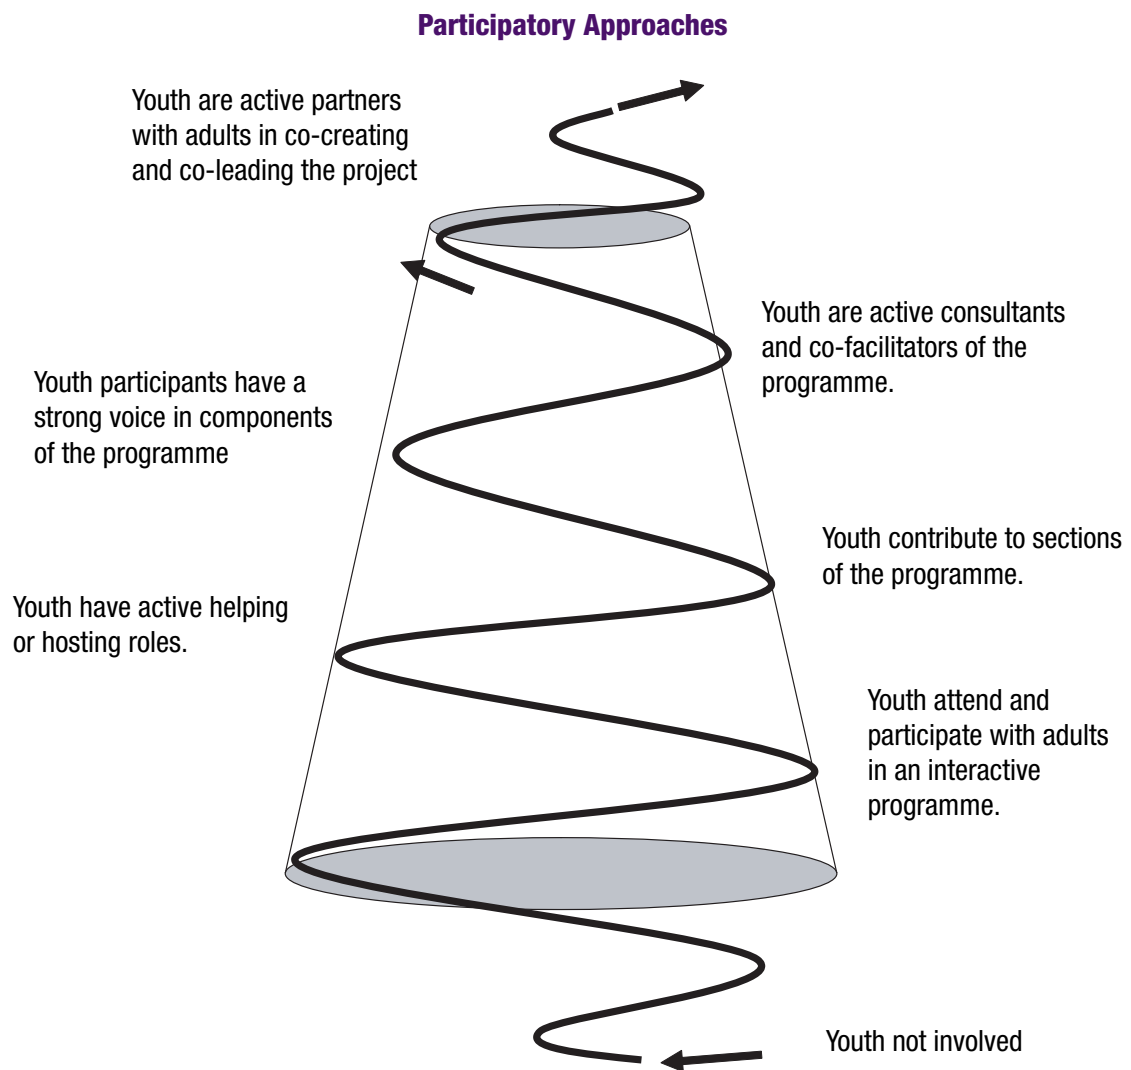 Participatory Approaches
Youth are active partners
with adults in co-creating
and co-leading the project
Youth are active consultants
and co-facilitators of the
programme.
Youth participants have a
strong voice in components
of the programme
Youth contribute to sections
of the programme.
Youth have active helping
or hosting roles.
Youth attend and
participate with adults
in an interactive
programme.
Youth not involved